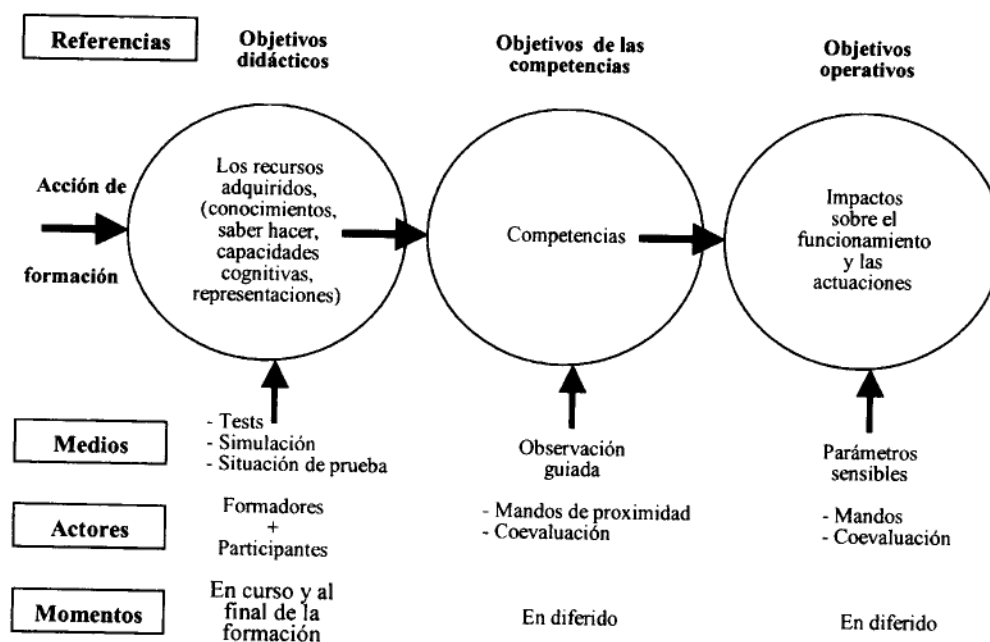 Referencias
Objetivos
didácticos
Objetivos de las
competencias
Objetivos
operativos
Acción de
formación
Los recursos
adquiridos,
(conocimientos,
saber hacer,
capacidades
cognitivas,
representaciones)
Competencias
Impactos
sobre el
funcionamiento
y las
actuaciones
Medios
- Tests
- Simulación
- Situación de prueba
Observación
guiada
Parámetros
sensibles
Actores
Formadores
+
Participantes
- Mandos de proximidad
- Coevaluación
- Mandos
- Coevaluación
Momentos
En curso y al
final de la
formación
En diferido
En diferido